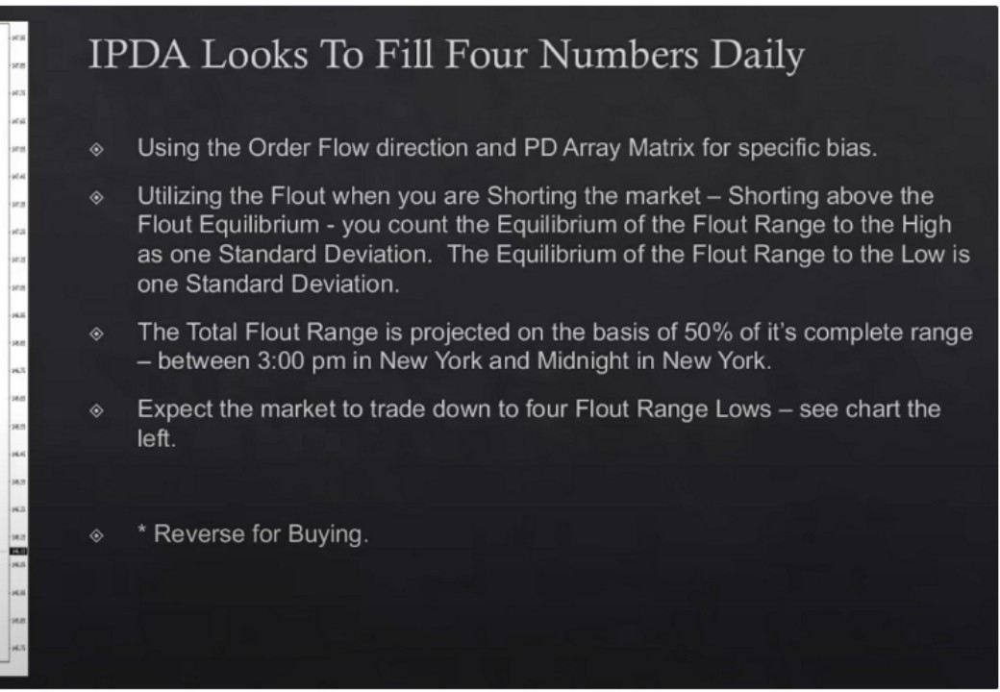 IPDA Looks To Fill Four Numbers Daily
Using the Order Flow direction and PD Array Matrix for specific bias.
Utilizing the Flout when you are Shorting the market – Shorting above the
Flout Equilibrium - you count the Equilibrium of the Flout Range to the High
as one Standard Deviation.  The Equilibrium of the Flout Range to the Low is
one Standard Deviation.
The Total Flout Range is projected on the basis of 50% of it's complete range
– between 3:00 pm in New York and Midnight in New York.
Expect the market to trade down to four Flout Range Lows – see chart the
left.
* Reverse for Buying.